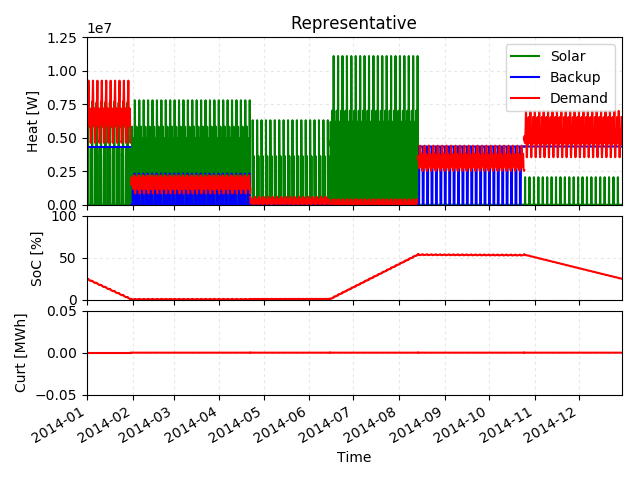 Representative
1e7
1.25
1.00
0.75
0.50
0.25
0.00
Heat [W]
Solar
Backup
Demand
100
50
0
SoC [%]
0.05
0.00
−0.05
Curt [MWh]
2014-01
2014-02
2014-03
2014-04
2014-05
2014-06
2014-07
2014-08
2014-09
2014-10
2014-11
2014-12
Time